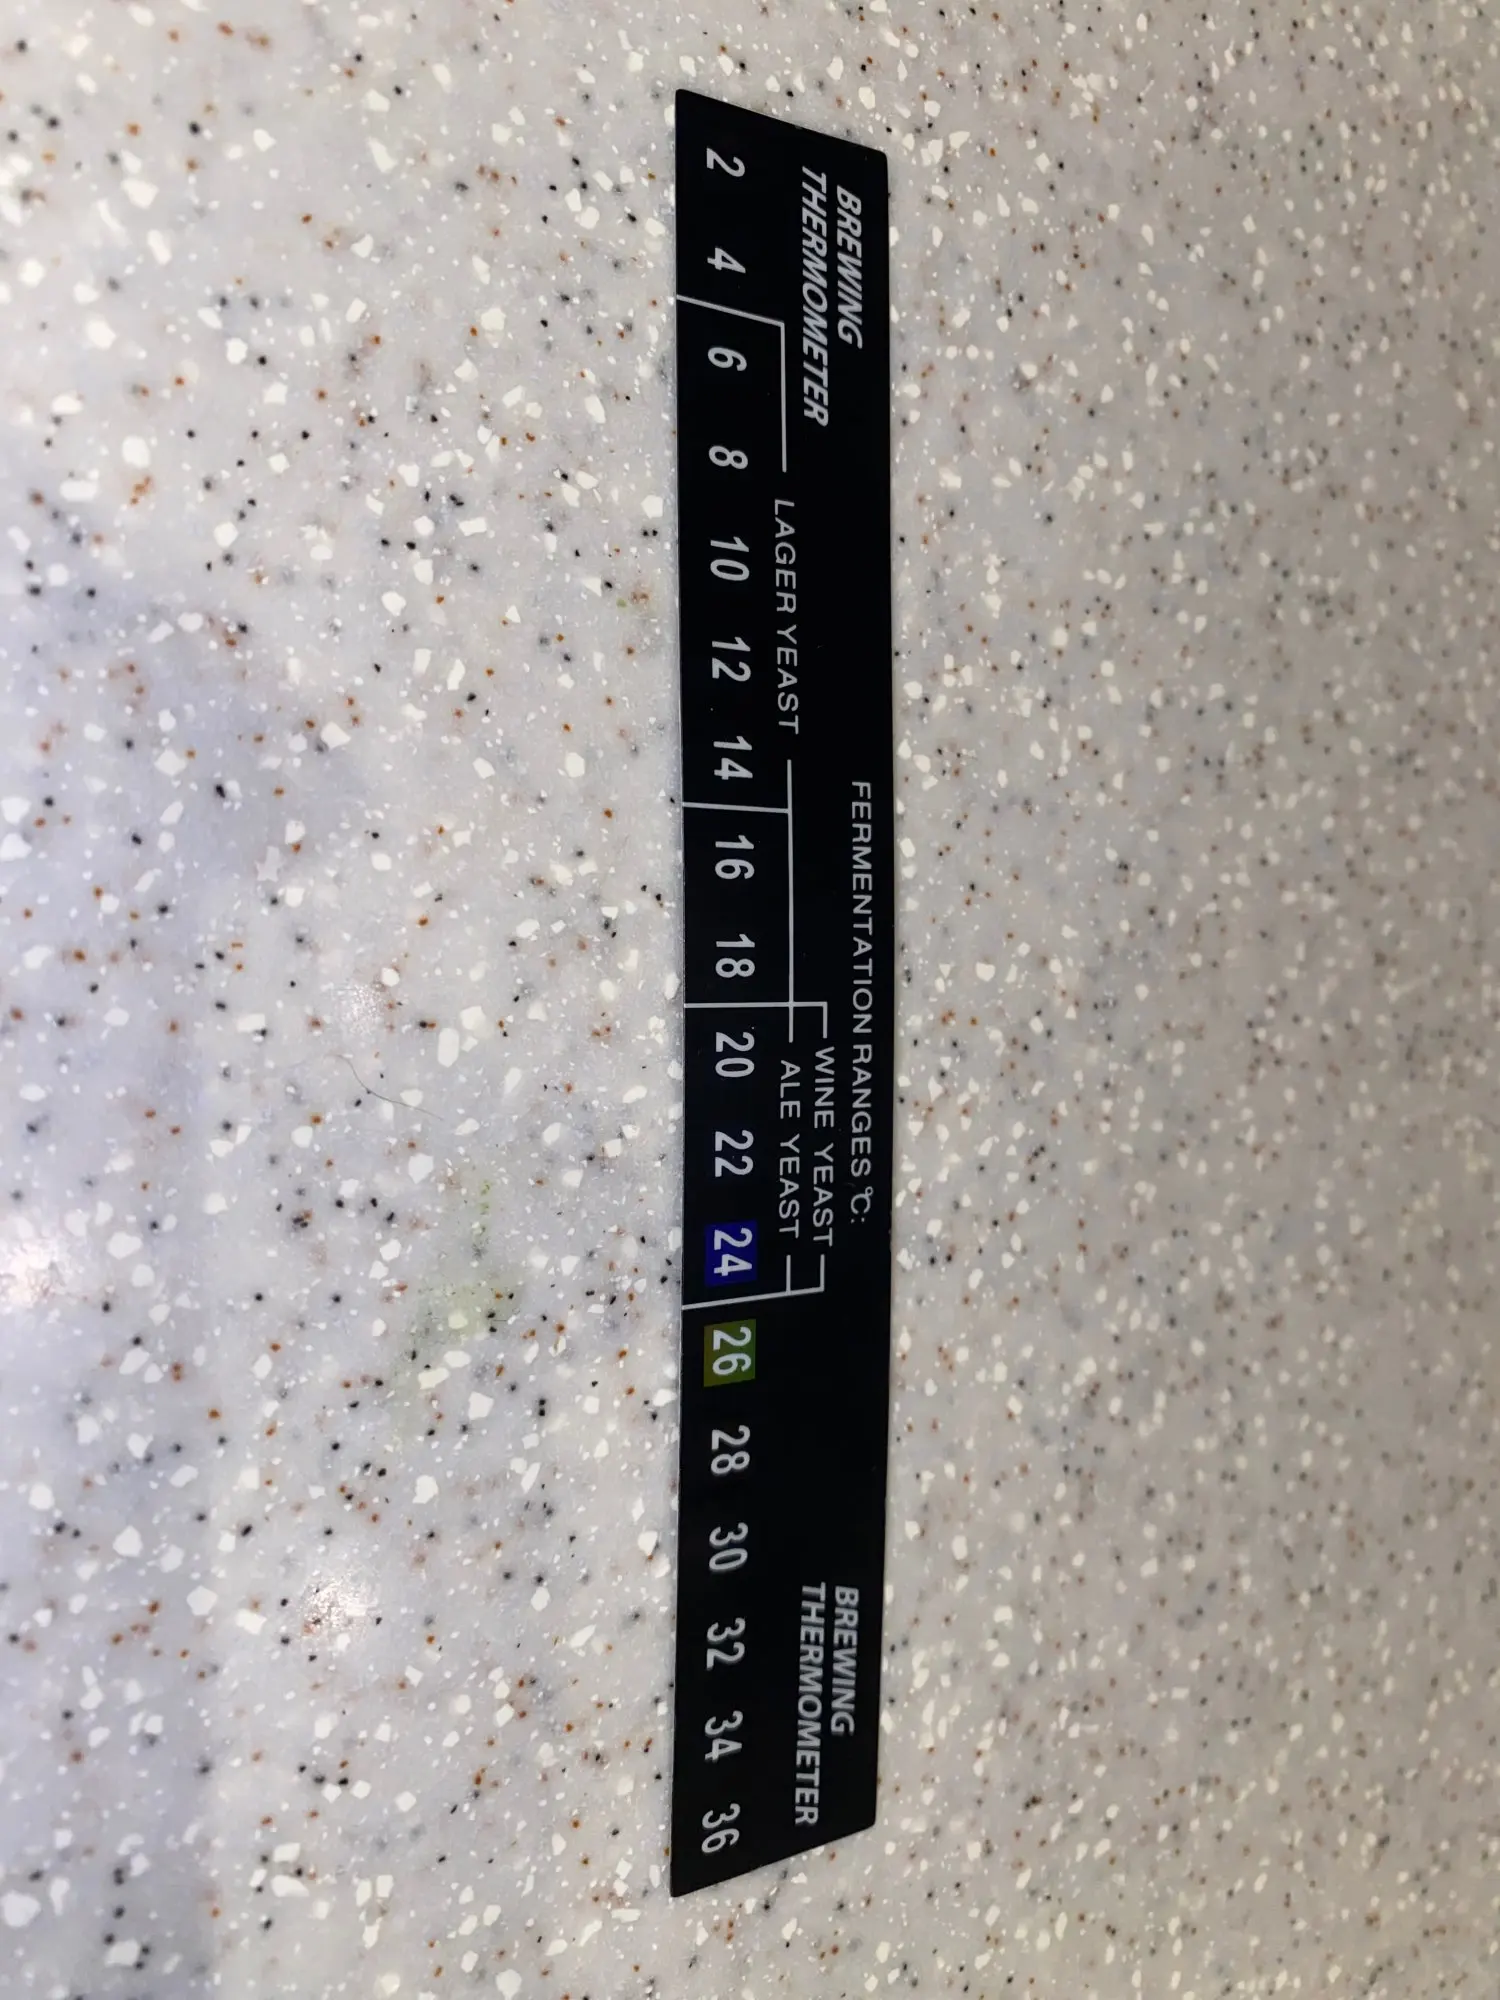 BREWING
THERMOMETER
FERMENTATION RANGES °C:
WINE YEAST
LAGER YEAST
ALE YEAST
2 4 6 8 10 12 14 16 18 20 22 24 26 28 30 32 34 36
BREWING
THERMOMETER